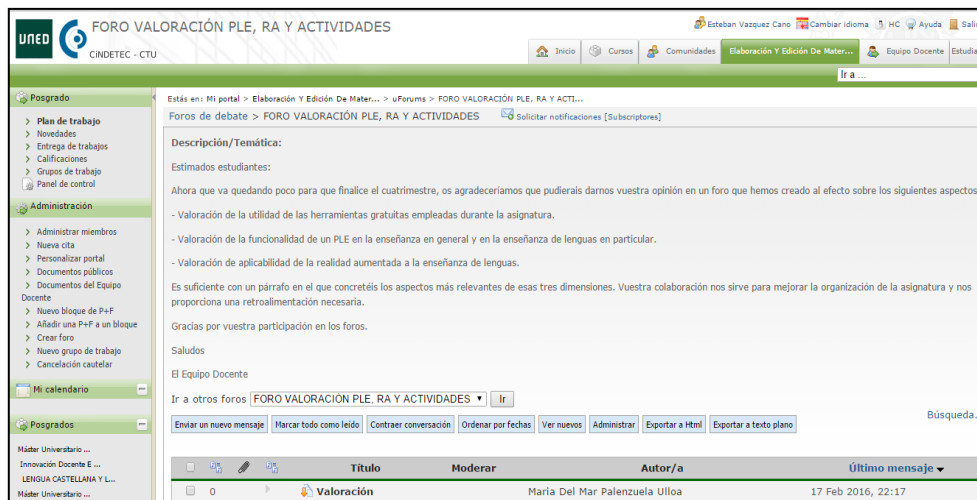 UNED
FORO VALORACIÓN PLE, RA Y ACTIVIDADES
CiNDETEC - CTU
Esteban Vazquez Cano Cambiar idioma HC Ayuda Sali
Inicio Cursos Comunidades Elaboración Y Edición De Mater... Equipo Docente Estudia
Ir a ...
Posgrado
> Plan de trabajo
> Novedades
> Entrega de trabajos
> Calificaciones
> Grupos de trabajo
Panel de control
Administración
> Administrar miembros
> Nueva cita
> Personalizar portal
> Documentos públicos
> Documentos del Equipo
Docente
> Nuevo bloque de P+F
> Añadir una P+F a un bloque
> Crear foro
> Nuevo grupo de trabajo
> Cancelación cautelar
Mi calendario
Posgrados
Máster Universitario ...
Innovación Docente E ...
LENGUA CASTELLANA Y L...
Máster Universitario ...
Estás en: Mi portal > Elaboración Y Edición De Mater... > uForums > FORO VALORACIÓN PLE, RA Y ACTI...
Foros de debate > FORO VALORACIÓN PLE, RA Y ACTIVIDADES Solicitar notificaciones [Subscriptores]
Descripción/Temática:
Estimados estudiantes:
Ahora que va quedando poco para que finalice el cuatrimestre, os agradeceríamos que pudierais darnos vuestra opinión en un foro que hemos creado al efecto sobre los siguientes aspectos
- Valoración de la utilidad de las herramientas gratuitas empleadas durante la asignatura.
- Valoración de la funcionalidad de un PLE en la enseñanza en general y en la enseñanza de lenguas en particular.
- Valoración de aplicabilidad de la realidad aumentada a la enseñanza de lenguas.
Es suficiente con un párrafo en el que concretéis los aspectos más relevantes de esas tres dimensiones. Vuestra colaboración nos sirve para mejorar la organización de la asignatura y nos
proporciona una retroalimentación necesaria.
Gracias por vuestra participación en los foros.
Saludos
El Equipo Docente
Ir a otros foros FORO VALORACIÓN PLE, RA Y ACTIVIDADES Ir
Búsqueda.
Enviar un nuevo mensaje Marcar todo como leído Contraer conversación Ordenar por fechas Ver nuevos Administrar Exportar a Html Exportar a texto plano
Título Moderar Autor/a Último mensaje
0 Valoración Maria Del Mar Palenzuela Ulloa 17 Feb 2016, 22:17